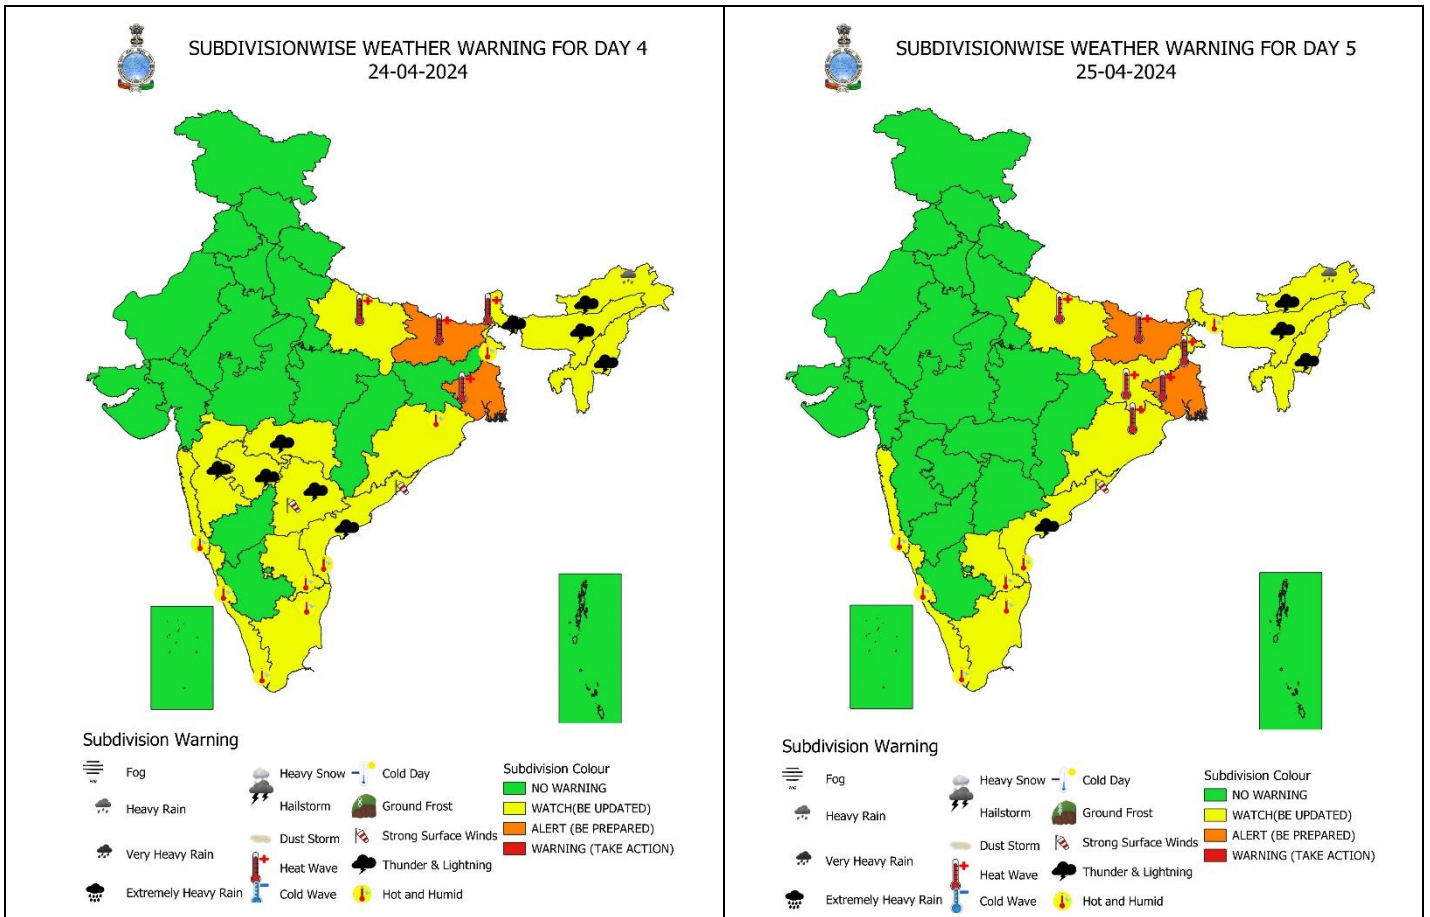 SUBDIVISIONWISE WEATHER WARNING FOR DAY 4
24-04-2024
Subdivision Warning
Fog
Heavy Rain
Very Heavy Rain
Extremely Heavy Rain
Heavy Snow
Hailstorm
Dust Storm
Heat Wave
Cold Wave
Cold Day
Ground Frost
Strong Surface Winds
Thunder & Lightning
Hot and Humid
Subdivision Colour
NO WARNING
WATCH(BE UPDATED)
ALERT (BE PREPARED)
WARNING (TAKE ACTION)
SUBDIVISIONWISE WEATHER WARNING FOR DAY 5
25-04-2024
Subdivision Warning
Fog
Heavy Rain
Very Heavy Rain
Extremely Heavy Rain
Heavy Snow
Hailstorm
Dust Storm
Heat Wave
Cold Wave
Cold Day
Ground Frost
Strong Surface Winds
Thunder & Lightning
Hot and Humid
Subdivision Colour
NO WARNING
WATCH(BE UPDATED)
ALERT (BE PREPARED)
WARNING (TAKE ACTION)